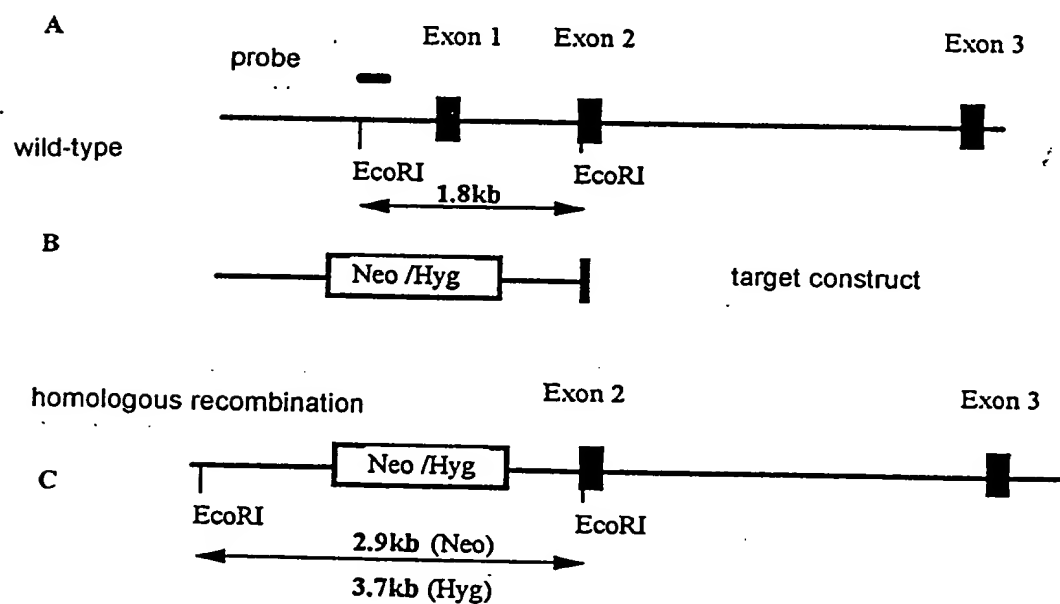 A
Exon 1
Exon 2
Exon 3
probe
wild-type
EcoRI
EcoRI
1.8kb
B
Neo /Hyg
target construct
homologous recombination
Exon 2
Exon 3
C
Neo /Hyg
EcoRI
EcoRI
2.9kb (Neo)
3.7kb (Hyg)